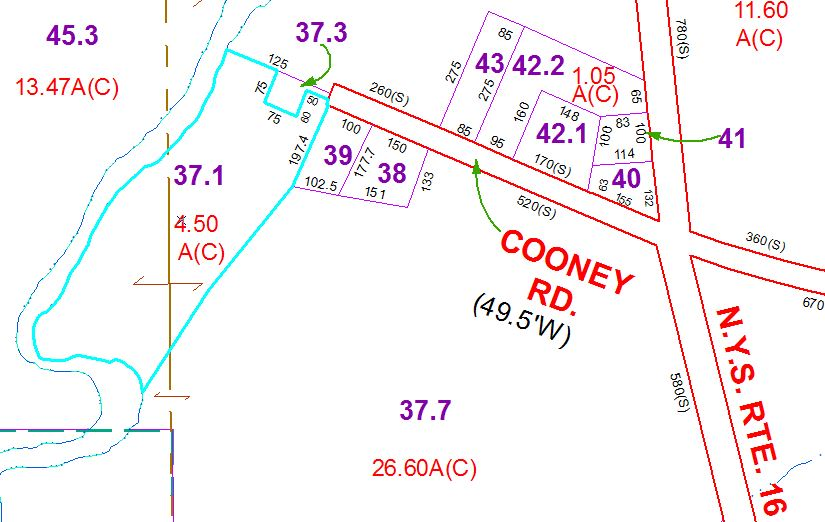 45.3
13.47A(C)
37.3
125
75
75
50
60
260(S)
197.4
37.1
4.50
A(C)
100
39
102.5
177.7
150
38
151
133
275
43
85
275
42.2
1.05
A(C)
65
85
95
160
148
42.1
170(S)
83
100
100
114
41
40
63
155
132
780(S)
11.60
A(C)
520(S)
COONEY
RD.
(49.5'W)
360(S)
670
580(S)
N.Y.S. RTE. 16
37.7
26.60A(C)